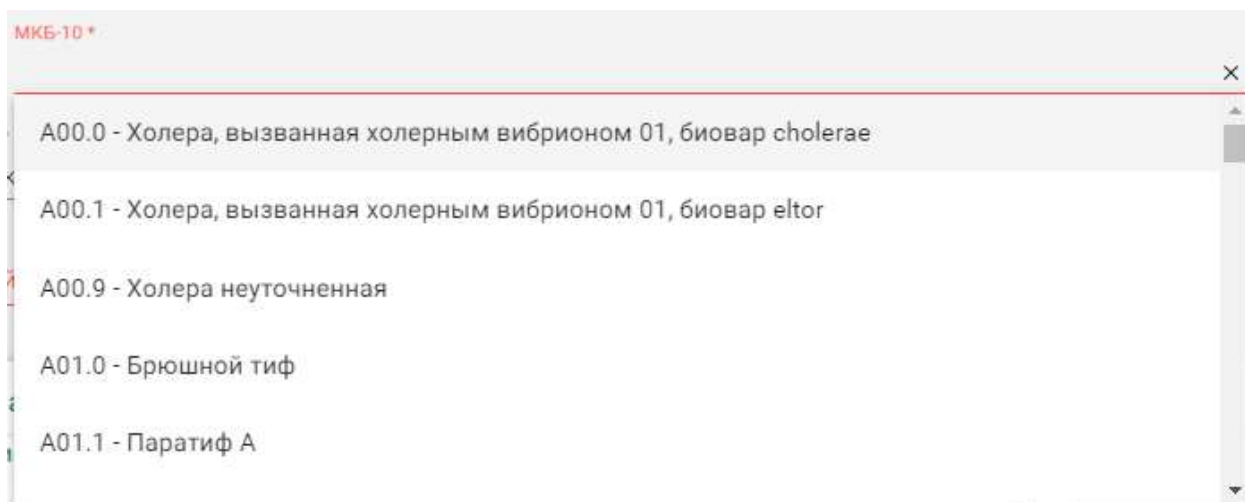 МКБ-10 *
A00.0 - Холера, вызванная холерным вибрионом 01, биовар cholerae
A00.1 - Холера, вызванная холерным вибрионом 01, биовар eltor
A00.9 - Холера неуточненная
A01.0 - Брюшной тиф
A01.1 - Паратиф A